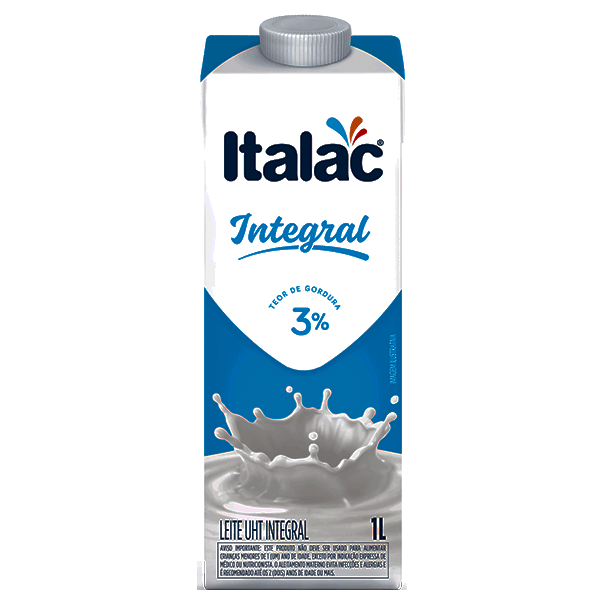 Italac®
Integral
TEOR DE GORDURA
3%
IMAGEM ILUSTRATIVA
LEITE UHT INTEGRAL 1L
AVISO IMPORTANTE: ESTE PRODUTO NÃO DEVE SER USADO PARA ALIMENTAR
CRIANÇAS MENORES DE 1 (UM) ANO DE IDADE, EXCETO POR INDICAÇÃO EXPRESSA DE
MÉDICO OU NUTRICIONISTA. O ALEITAMENTO MATERNO EVITA INFECÇÕES E ALERGIAS E
É RECOMENDADO ATÉ OS 2 (DOIS) ANOS DE IDADE OU MAIS.